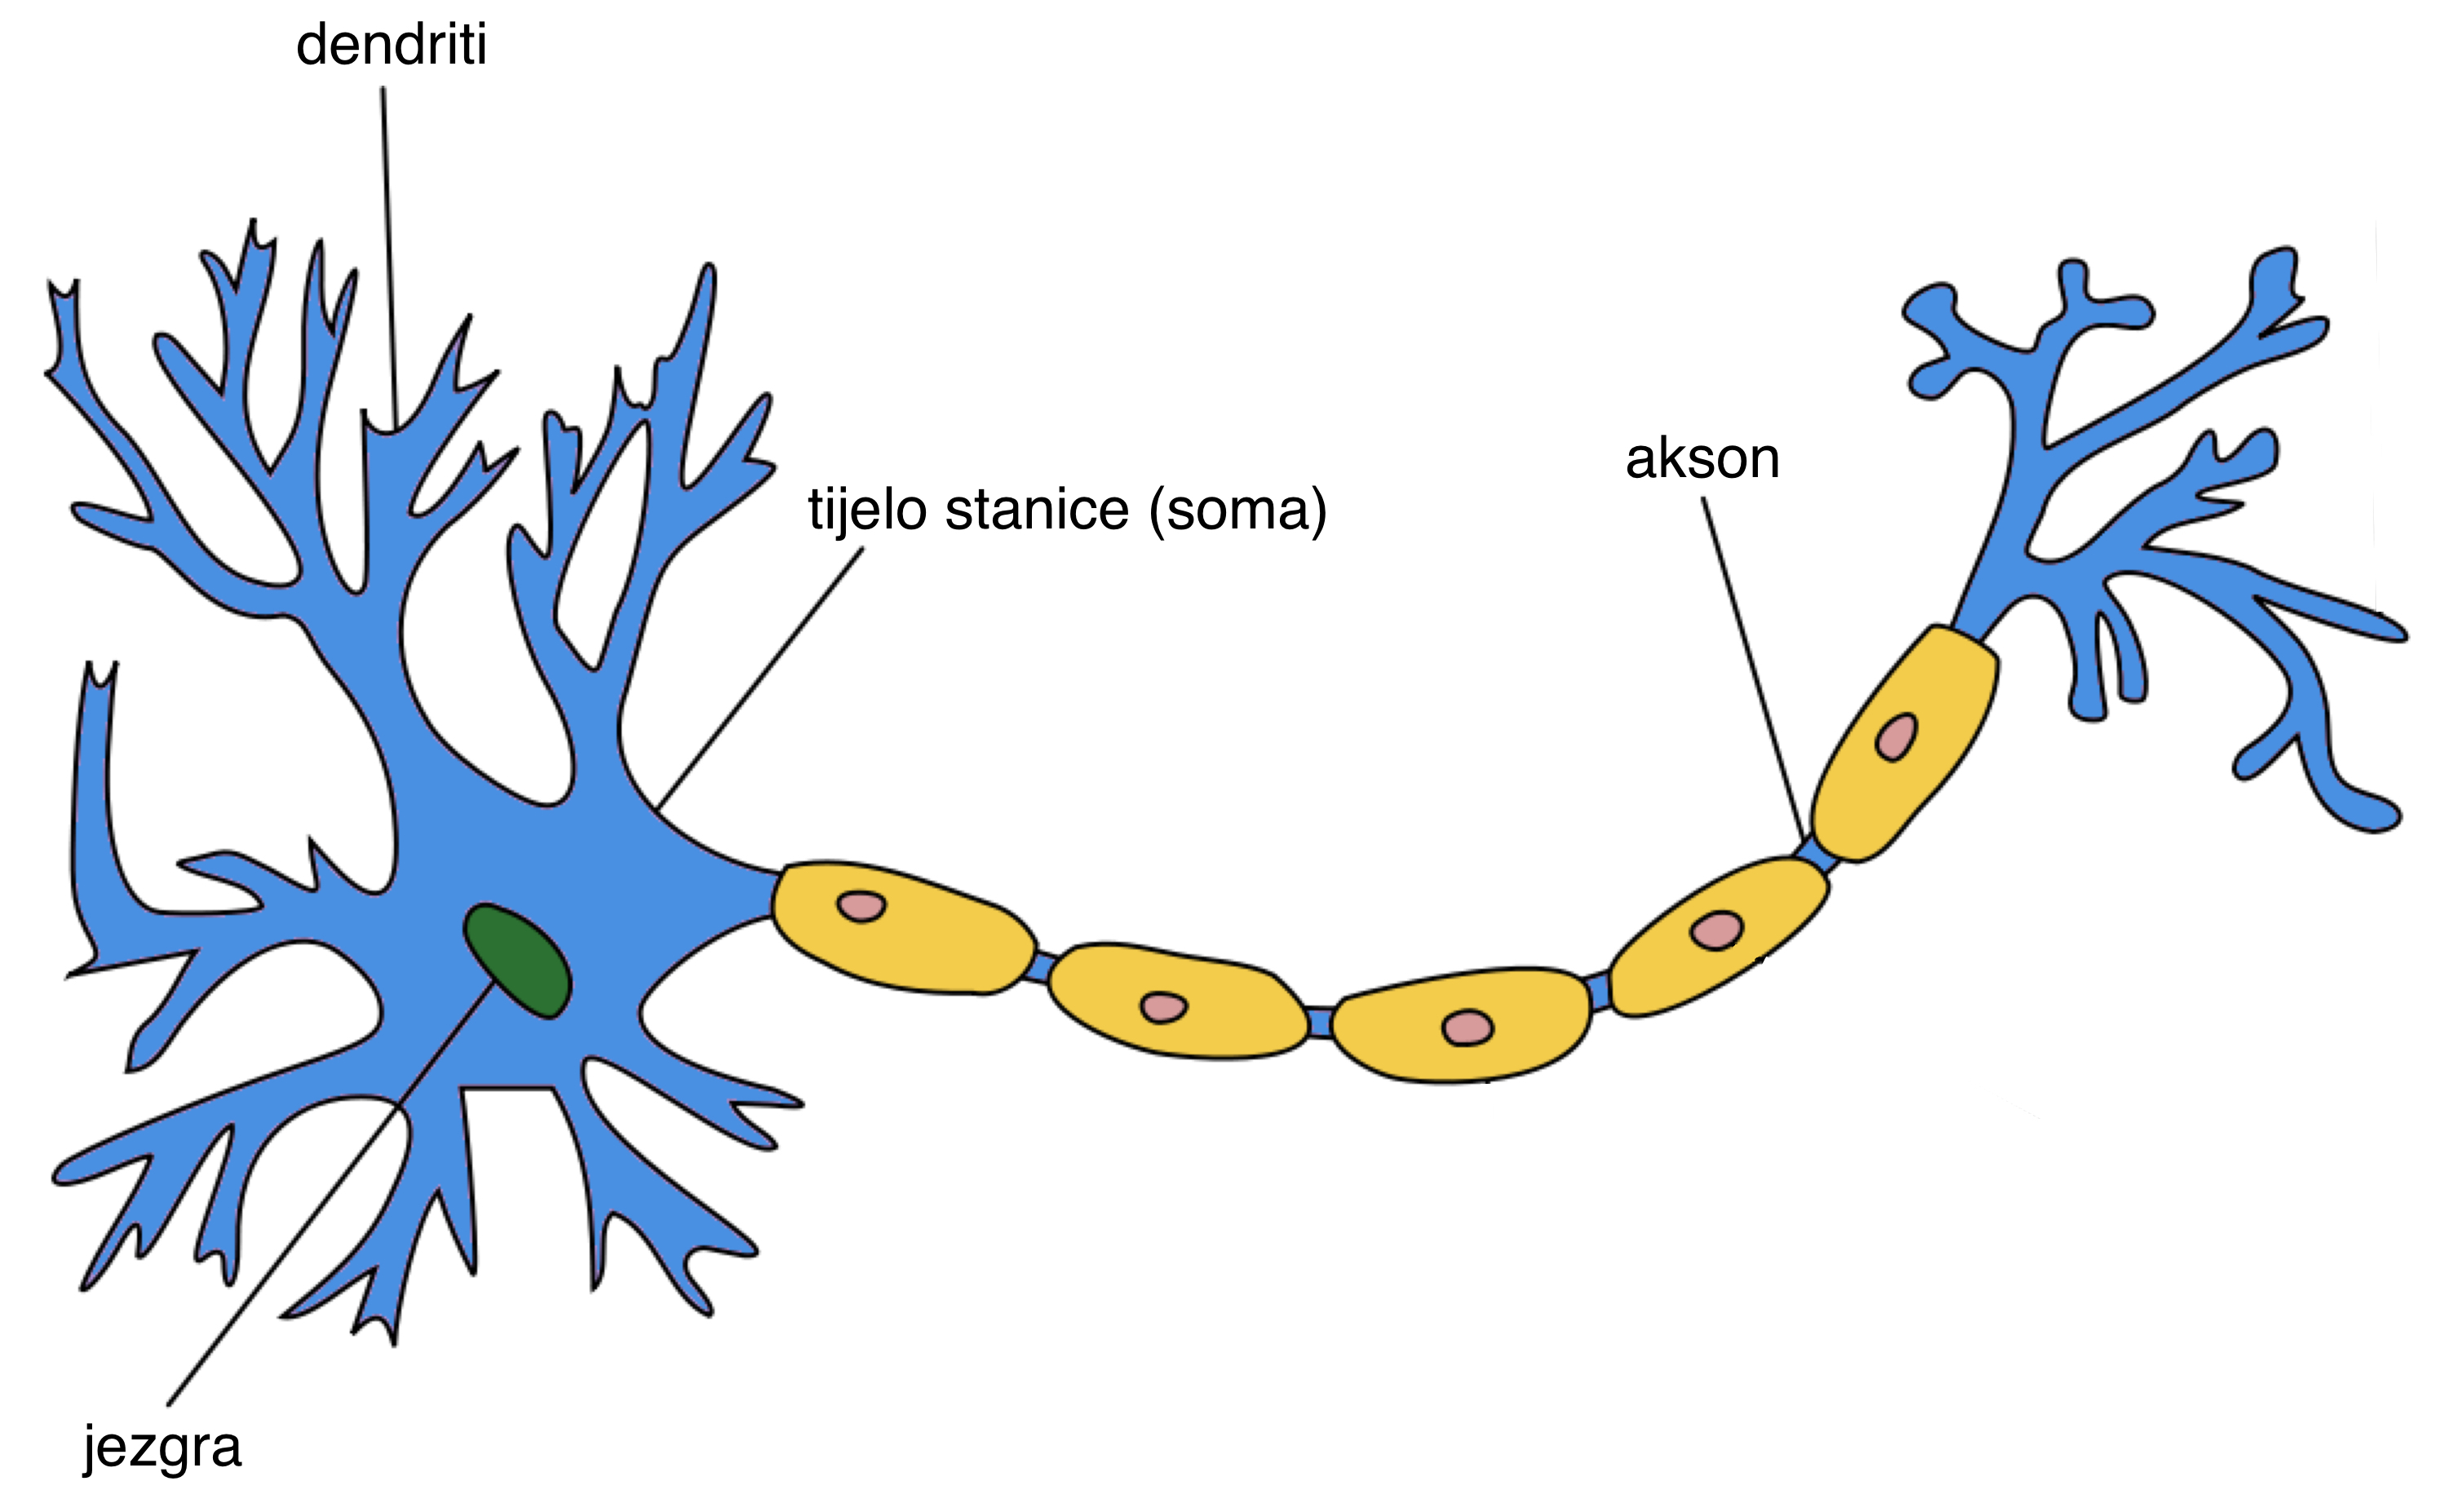 dendriti
akson
tijelo stanice (soma)
jezgra